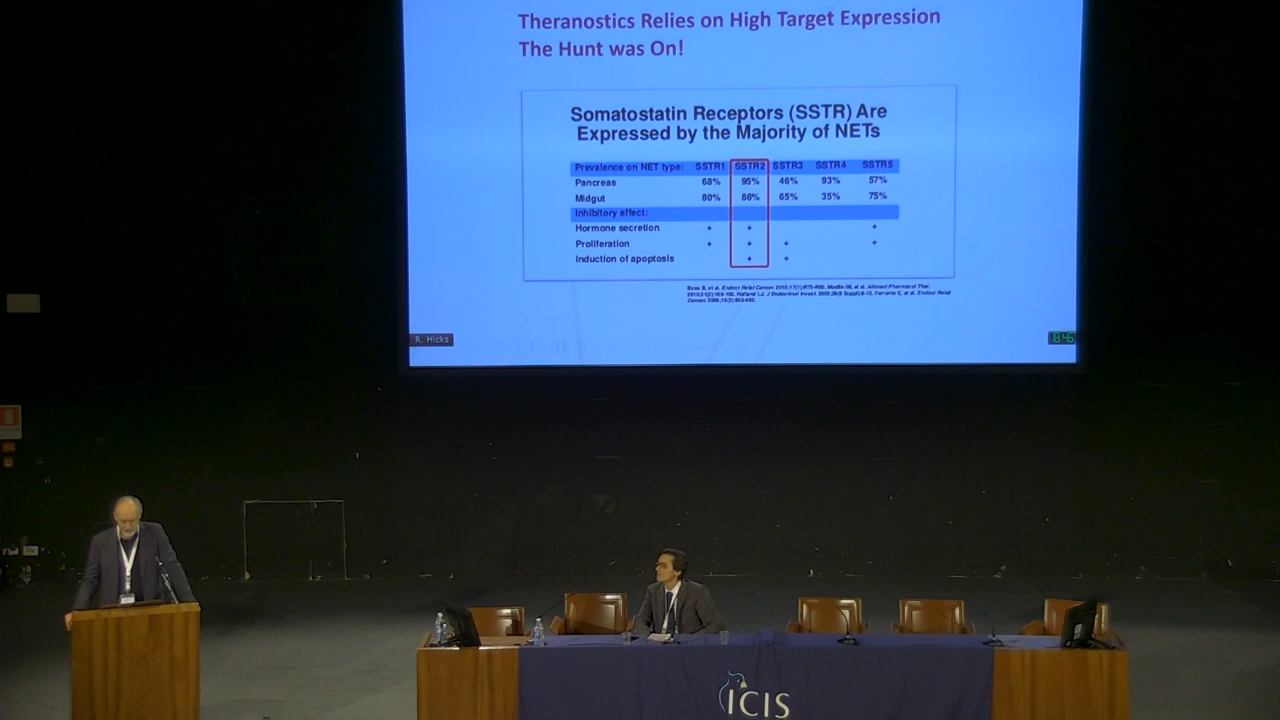 Theranostics Relies on High Target Expression
The Hunt was On!
Somatostatin Receptors (SSTR) Are
Expressed by the Majority of NETs
Prevalence on NET type: SSTR1 SSTR2 SSTR3 SSTR4 SSTR5
Pancreas 68% 95% 46% 93% 57%
Midgut 80% 86% 65% 35% 75%
Inhibitory effect:
Hormone secretion + + +
Proliferation + + + +
Induction of apoptosis + +
R. Hicks
8:46
ICIS